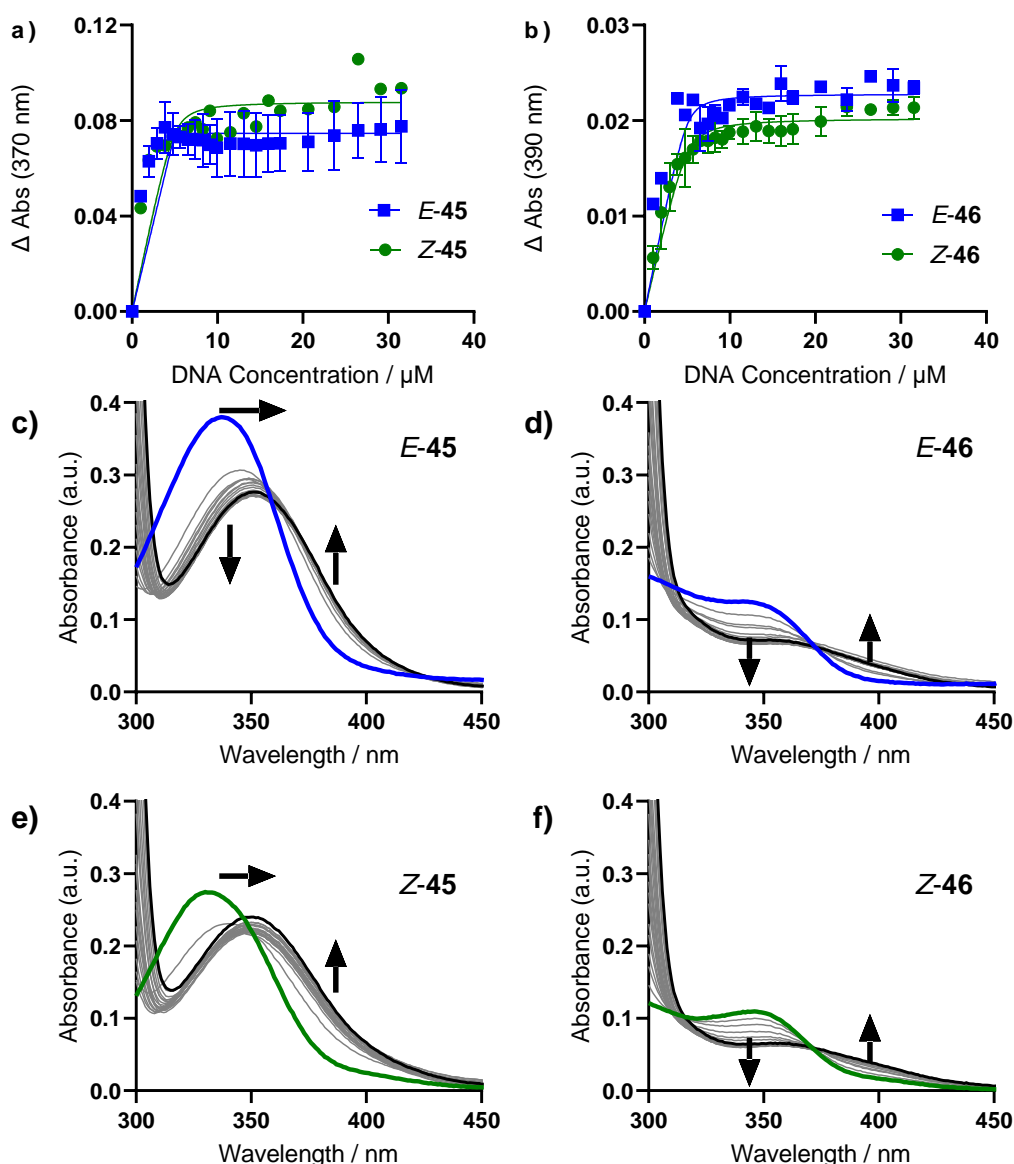 a) b)
0.12 0.03
0.08 0.02
0.04 0.01
0.00 0.00
Δ Abs (370 nm) Δ Abs (390 nm)
E-45 E-46
Z-45 Z-46
0 10 20 30 40 0 10 20 30 40
DNA Concentration / µM DNA Concentration / µM
c) d)
E-45 E-46
0.4 0.4
0.3 0.3
0.2 0.2
0.1 0.1
0.0 0.0
Absorbance (a.u.) Absorbance (a.u.)
300 350 400 450 300 350 400 450
Wavelength / nm Wavelength / nm
e) f)
Z-45 Z-46
0.4 0.4
0.3 0.3
0.2 0.2
0.1 0.1
0.0 0.0
Absorbance (a.u.) Absorbance (a.u.)
300 350 400 450 300 350 400 450
Wavelength / nm Wavelength / nm